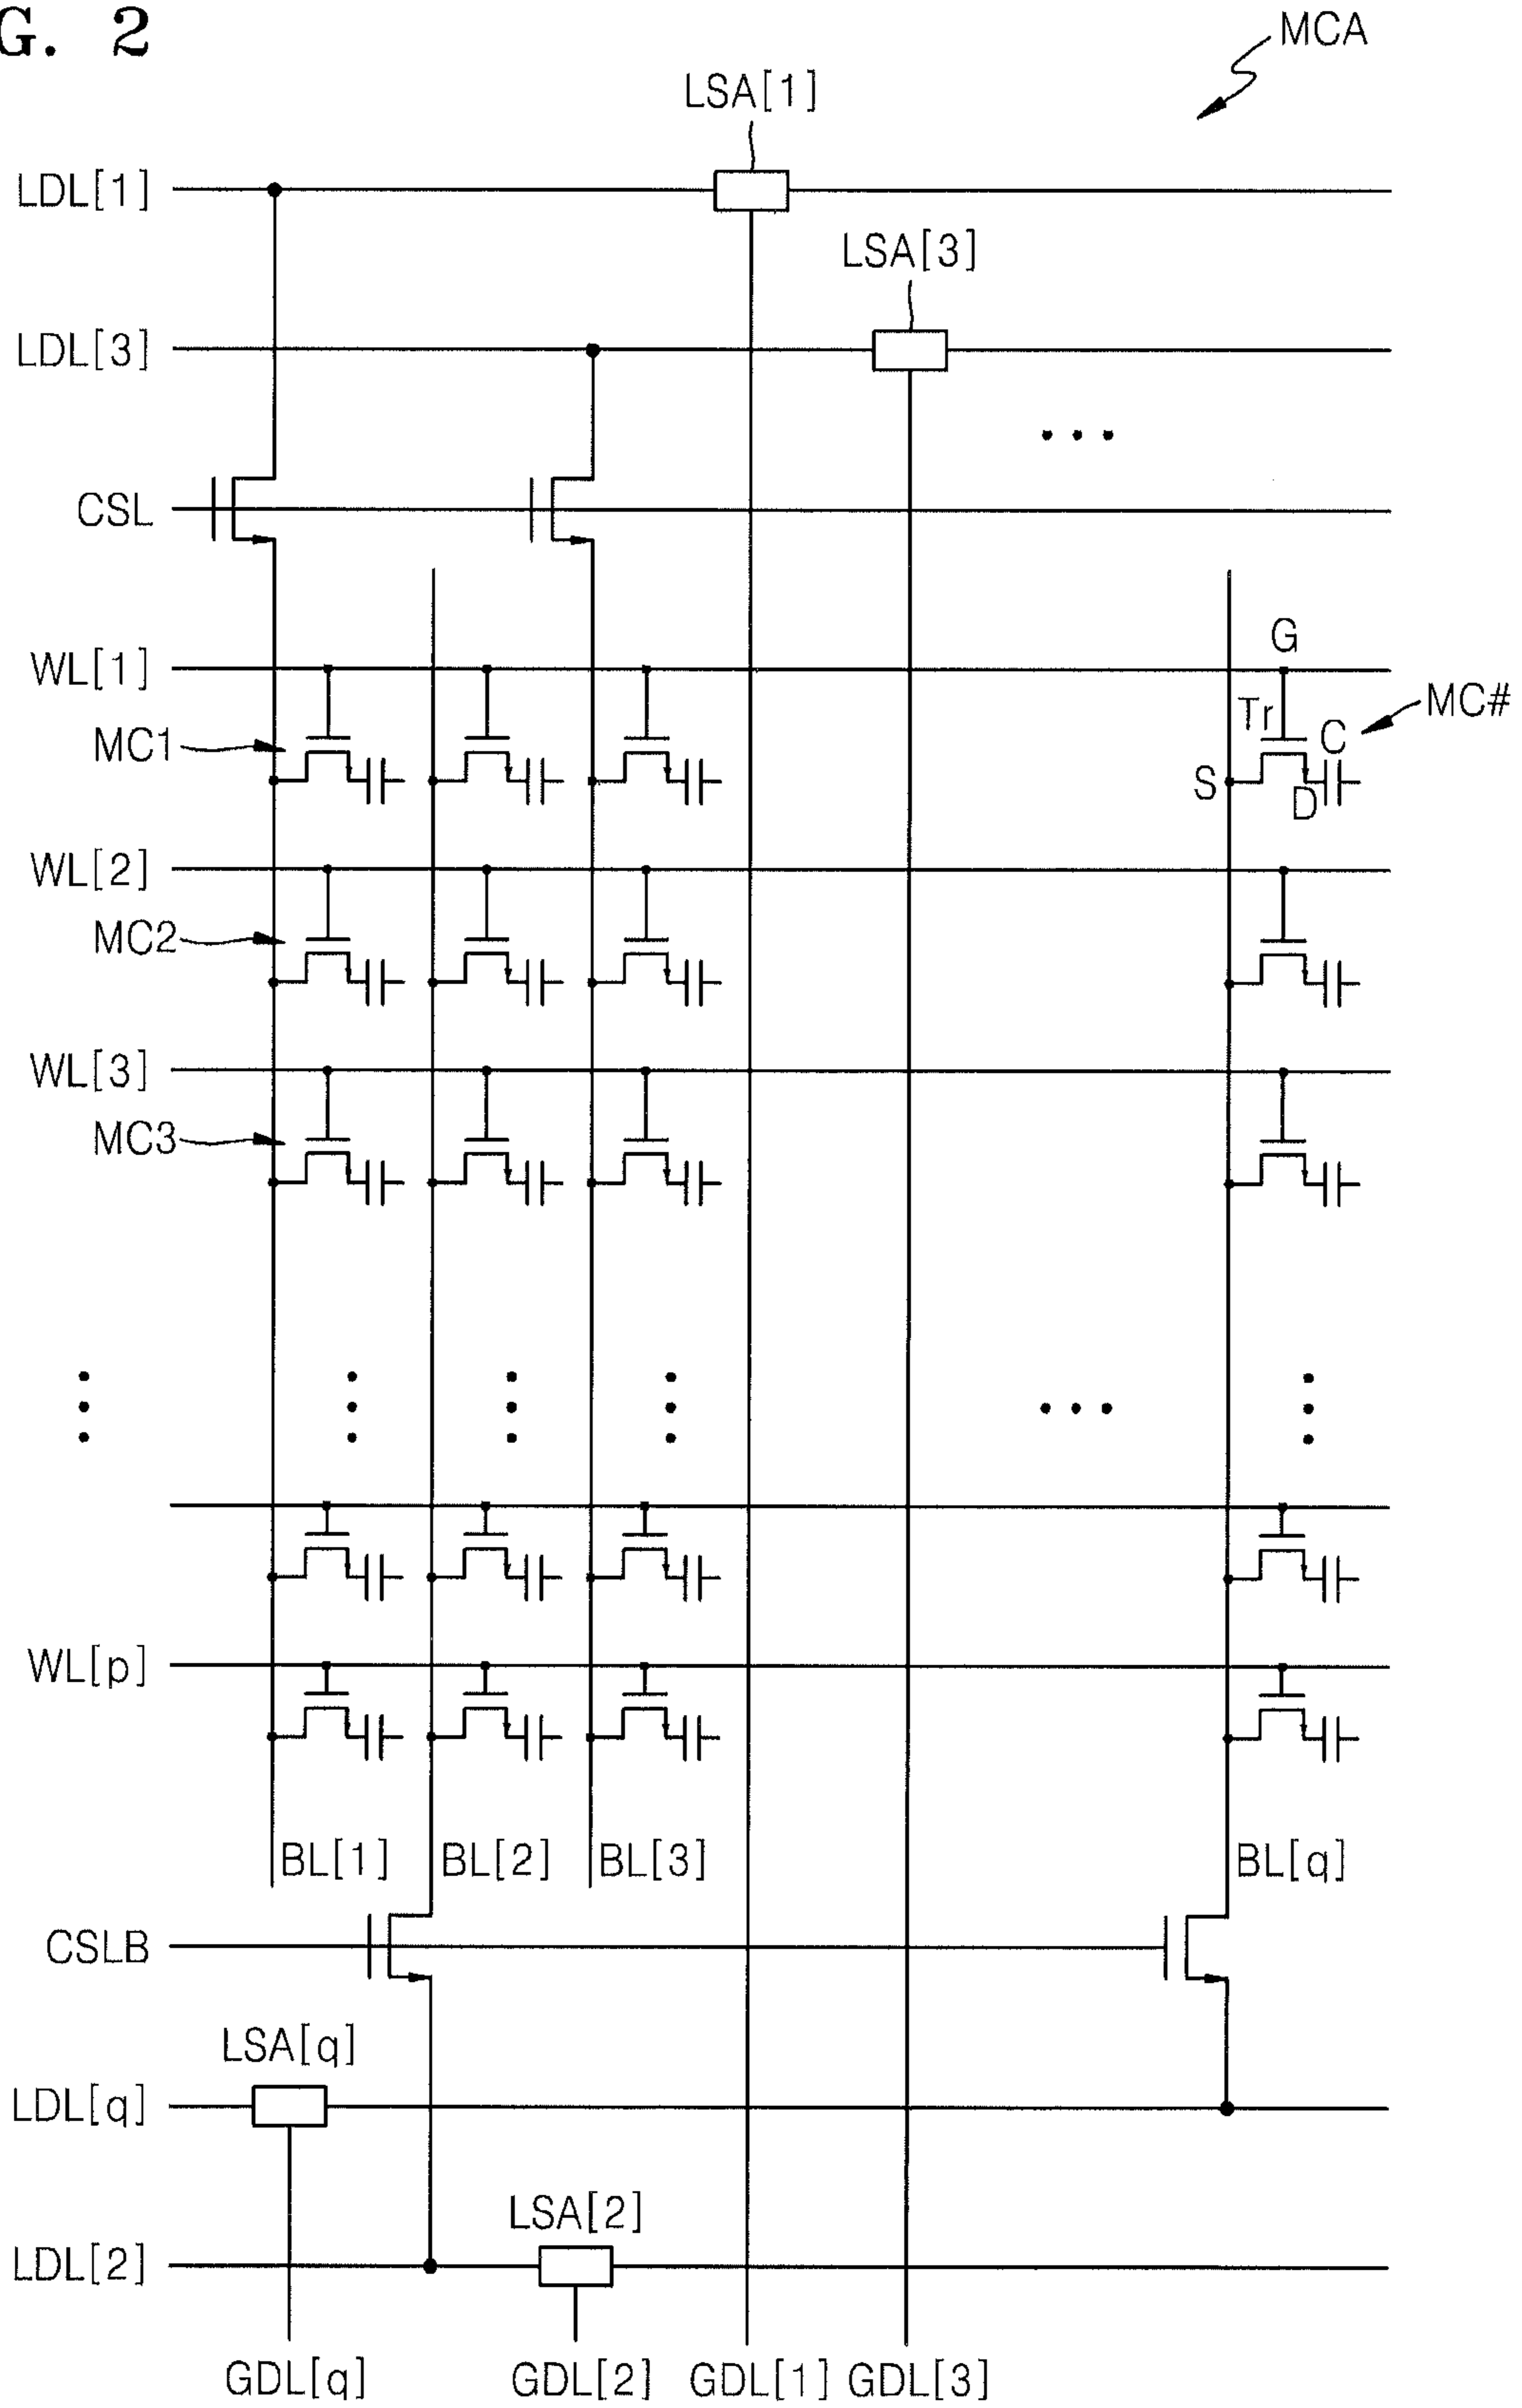 G. 2
MCA
LSA[1]
LDL[1]
LSA[3]
LDL[3]
CSL
G
WL[1]
Tr
MC#
MC1
C
S
D
WL[2]
MC2
WL[3]
MC3
WL[p]
BL[1] BL[2] BL[3] BL[q]
CSLB
LSA[q]
LDL[q]
LSA[2]
LDL[2]
GDL[q] GDL[2] GDL[1] GDL[3]